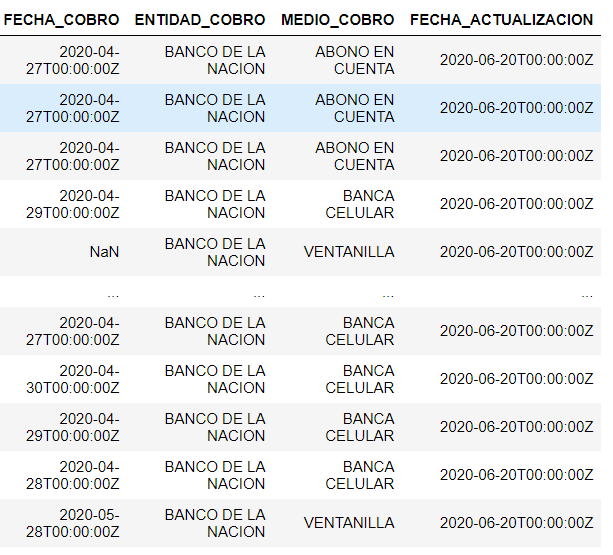 FECHA_COBRO ENTIDAD_COBRO MEDIO_COBRO FECHA_ACTUALIZACION
2020-04- BANCO DE LA ABONO EN
27T00:00:00Z NACION CUENTA 2020-06-20T00:00:00Z
2020-04- BANCO DE LA ABONO EN
27T00:00:00Z NACION CUENTA 2020-06-20T00:00:00Z
2020-04- BANCO DE LA ABONO EN
27T00:00:00Z NACION CUENTA 2020-06-20T00:00:00Z
2020-04- BANCO DE LA BANCA
29T00:00:00Z NACION CELULAR 2020-06-20T00:00:00Z
NaN BANCO DE LA NACION VENTANILLA 2020-06-20T00:00:00Z
... ... ... ...
2020-04- BANCO DE LA BANCA
27T00:00:00Z NACION CELULAR 2020-06-20T00:00:00Z
2020-04- BANCO DE LA BANCA
30T00:00:00Z NACION CELULAR 2020-06-20T00:00:00Z
2020-04- BANCO DE LA BANCA
29T00:00:00Z NACION CELULAR 2020-06-20T00:00:00Z
2020-04- BANCO DE LA BANCA
28T00:00:00Z NACION CELULAR 2020-06-20T00:00:00Z
2020-05- BANCO DE LA
28T00:00:00Z NACION VENTANILLA 2020-06-20T00:00:00Z